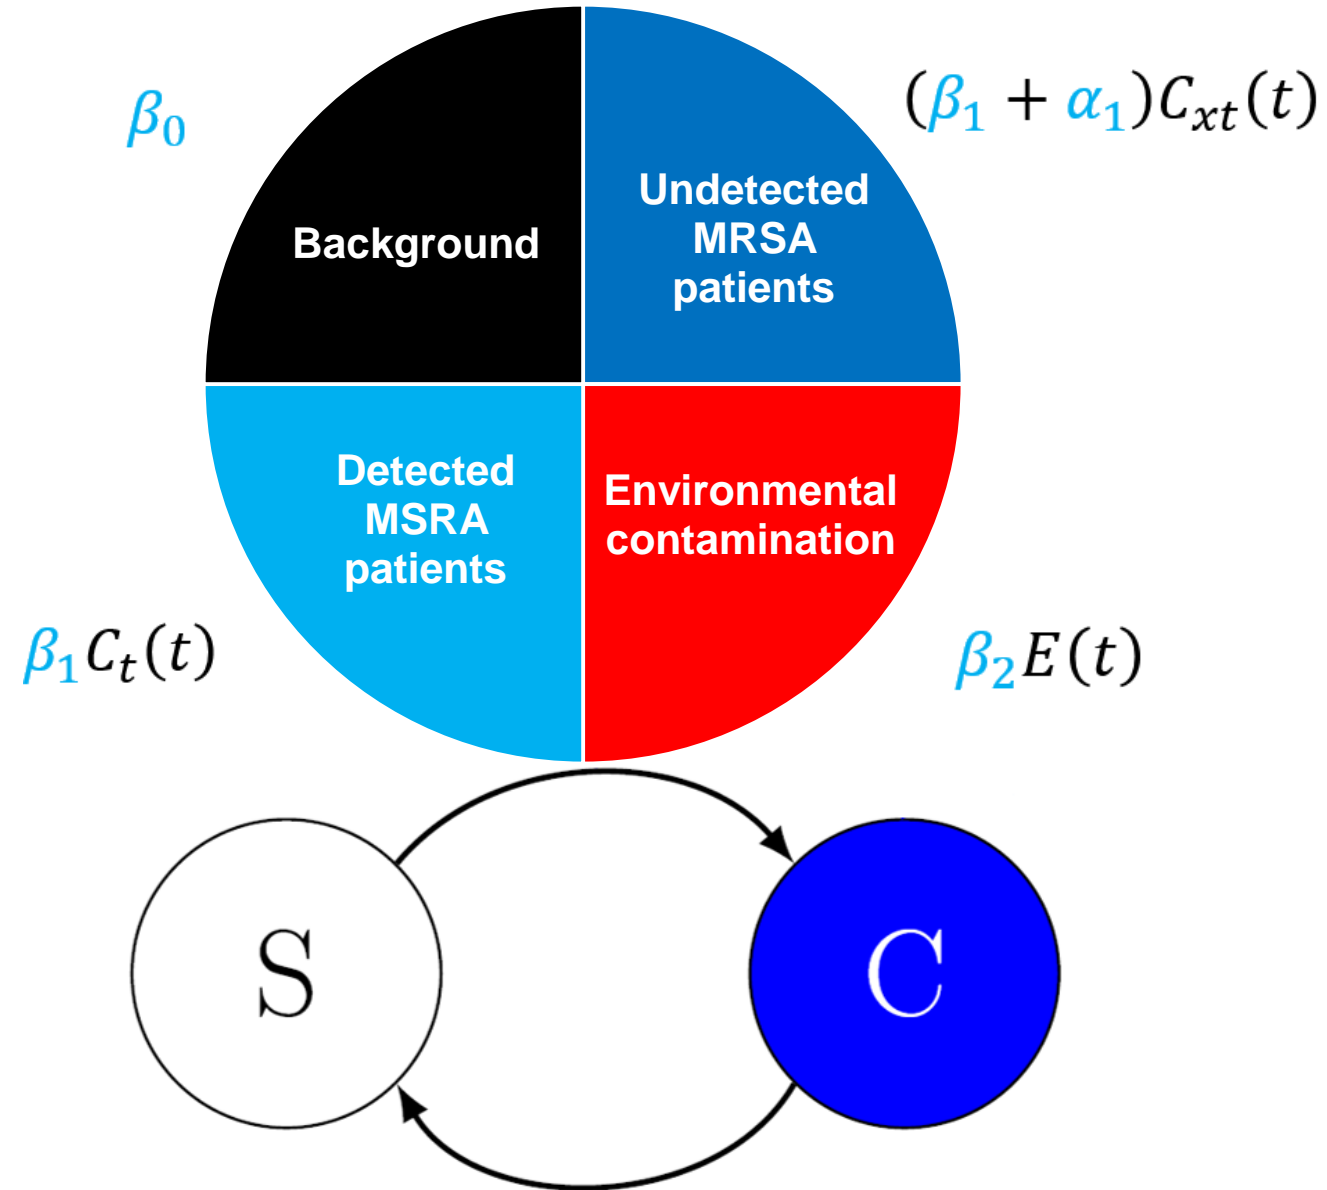 β₀
(β₁ + α₁)Cₓₜ(t)
Background
Undetected
MRSA
patients
Detected
MSRA
patients
Environmental
contamination
β₁Cₜ(t)
β₂E(t)
S
C